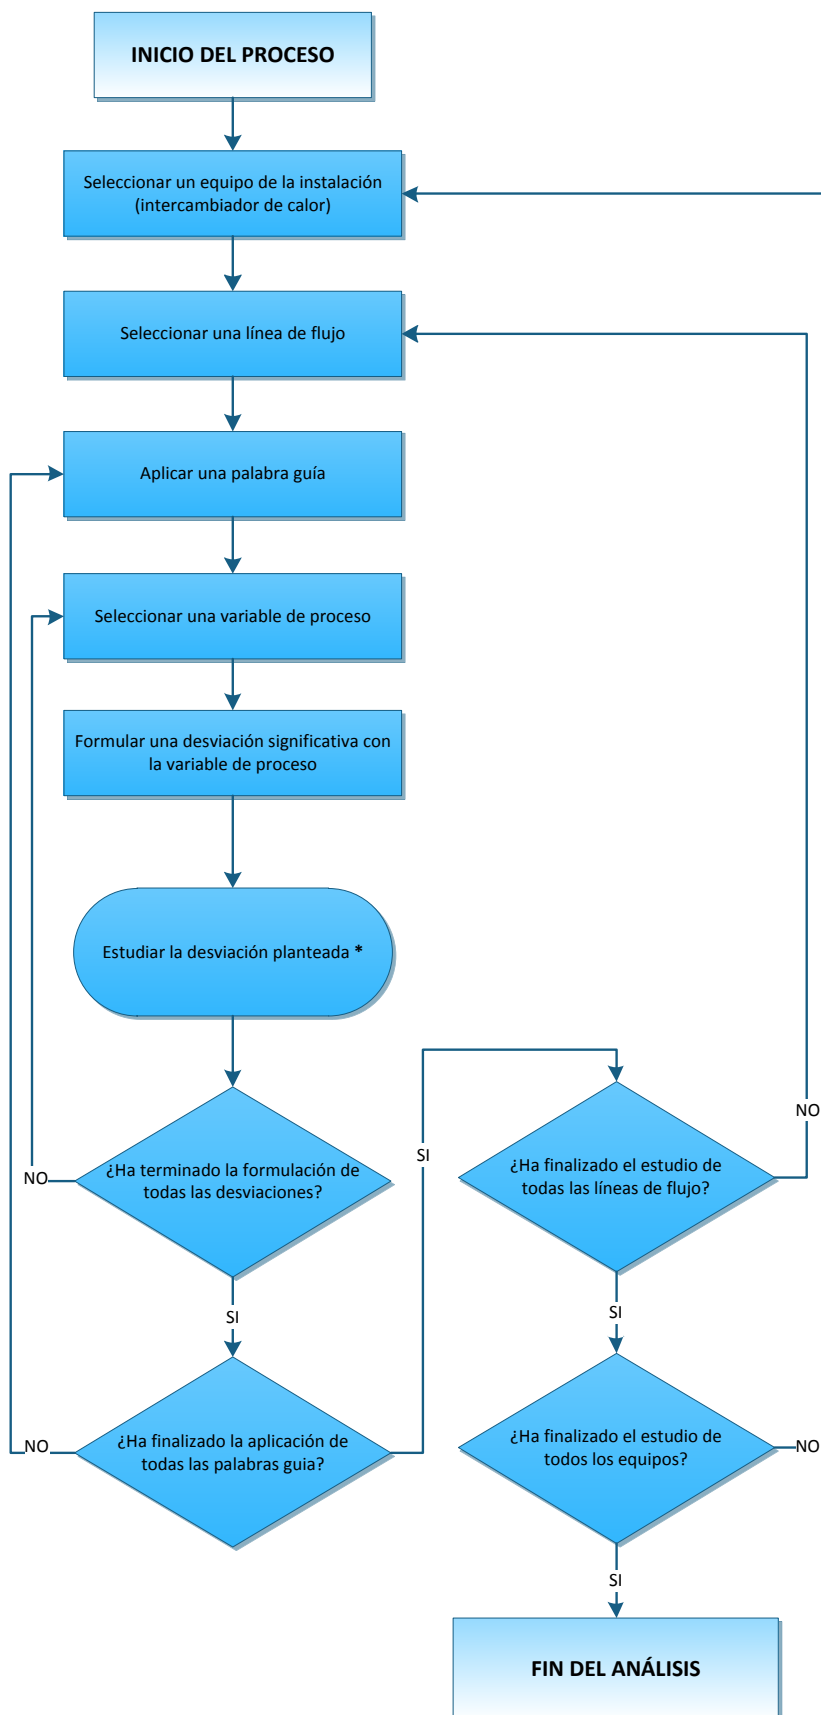 INICIO DEL PROCESO
Seleccionar un equipo de la instalación
(intercambiador de calor)
Seleccionar una línea de flujo
Aplicar una palabra guía
Seleccionar una variable de proceso
Formular una desviación significativa con
la variable de proceso
Estudiar la desviación planteada *
¿Ha terminado la formulación de
todas las desviaciones?
NO
SI
¿Ha finalizado la aplicación de
todas las palabras guia?
NO
SI
¿Ha finalizado el estudio de
todas las líneas de flujo?
NO
SI
¿Ha finalizado el estudio de
todos los equipos?
NO
SI
FIN DEL ANÁLISIS